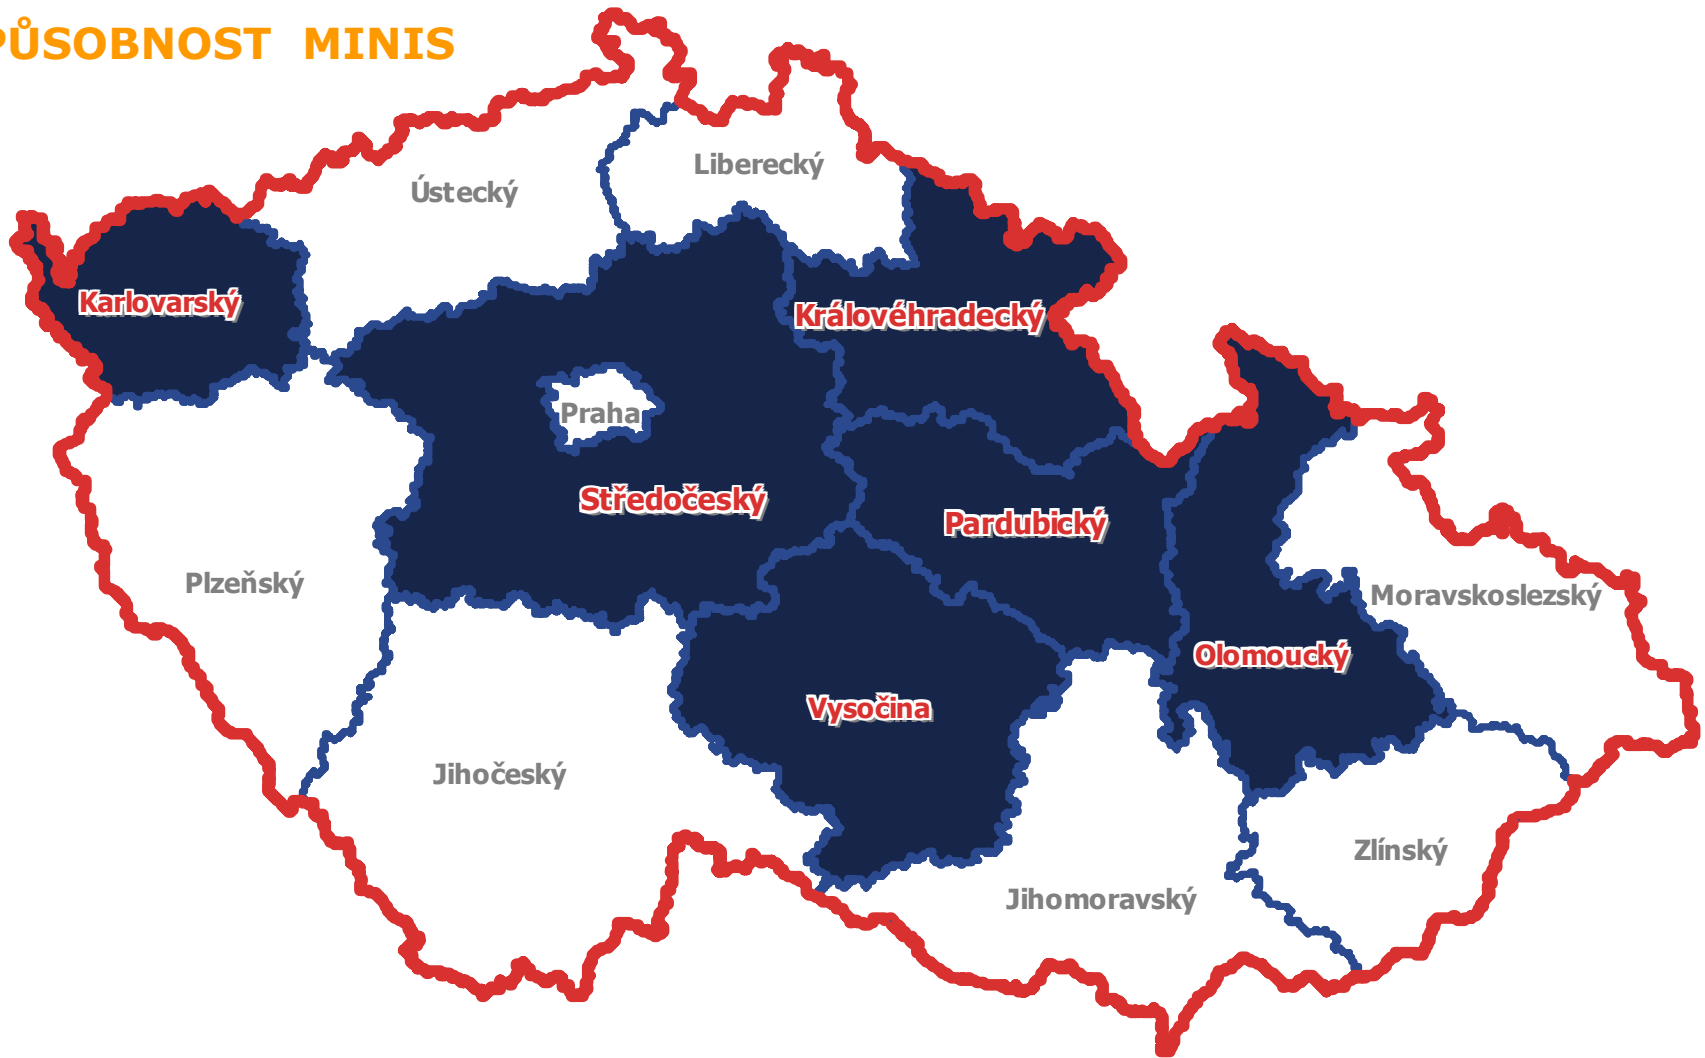 PŮSOBNOST MINIS
Liberecký
Ústecký
Karlovarský
Královéhradecký
Praha
Středočeský
Pardubický
Plzeňský
Moravskoslezský
Olomoucký
Vysočina
Jihočeský
Zlínský
Jihomoravský